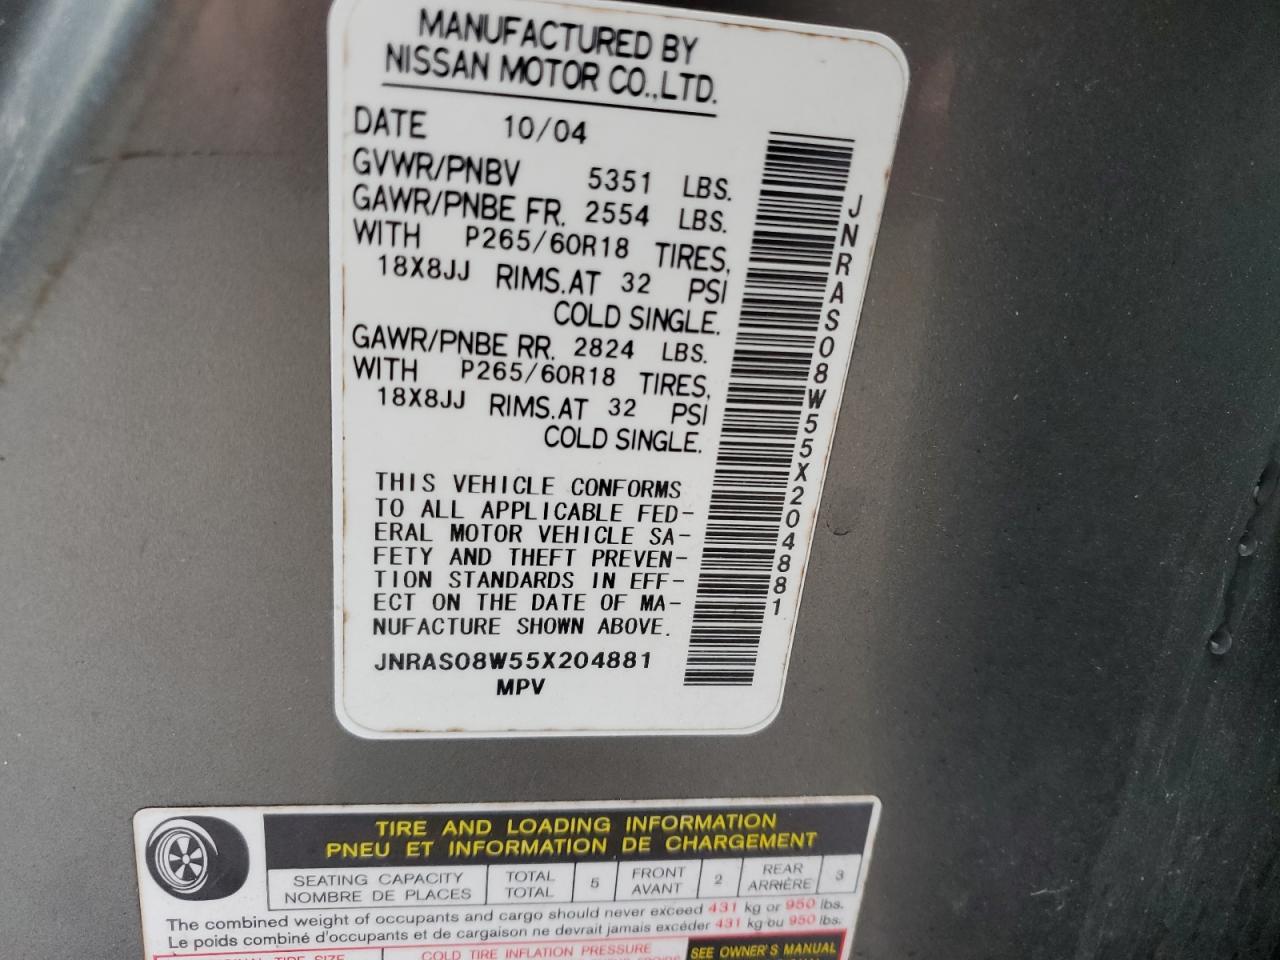 MANUFACTURED BY
NISSAN MOTOR CO.,LTD.
DATE 10/04
GVWR/PNBV 5351 LBS.
GAWR/PNBE FR. 2554 LBS.
WITH P265/60R18 TIRES,
18X8JJ RIMS.AT 32 PSI
COLD SINGLE.
GAWR/PNBE RR. 2824 LBS.
WITH P265/60R18 TIRES,
18X8JJ RIMS.AT 32 PSI
COLD SINGLE.
THIS VEHICLE CONFORMS
TO ALL APPLICABLE FED-
ERAL MOTOR VEHICLE SA-
FETY AND THEFT PREVEN-
TION STANDARDS IN EFF-
ECT ON THE DATE OF MA-
NUFACTURE SHOWN ABOVE.
JNRAS08W55X204881
MPV
JNRAS08W55X204881
TIRE AND LOADING INFORMATION
PNEU ET INFORMATION DE CHARGEMENT
SEATING CAPACITY TOTAL 5 FRONT 2 REAR 3
NOMBRE DE PLACES TOTAL AVANT ARRIÈRE
The combined weight of occupants and cargo should never exceed 431 kg or 950 lbs.
Le poids combiné d'occupants et de cargaison ne devrait jamais excéder 431 kg ou 950 lbs.
TIRE SIZE COLD TIRE INFLATION PRESSURE SEE OWNER'S MANUAL